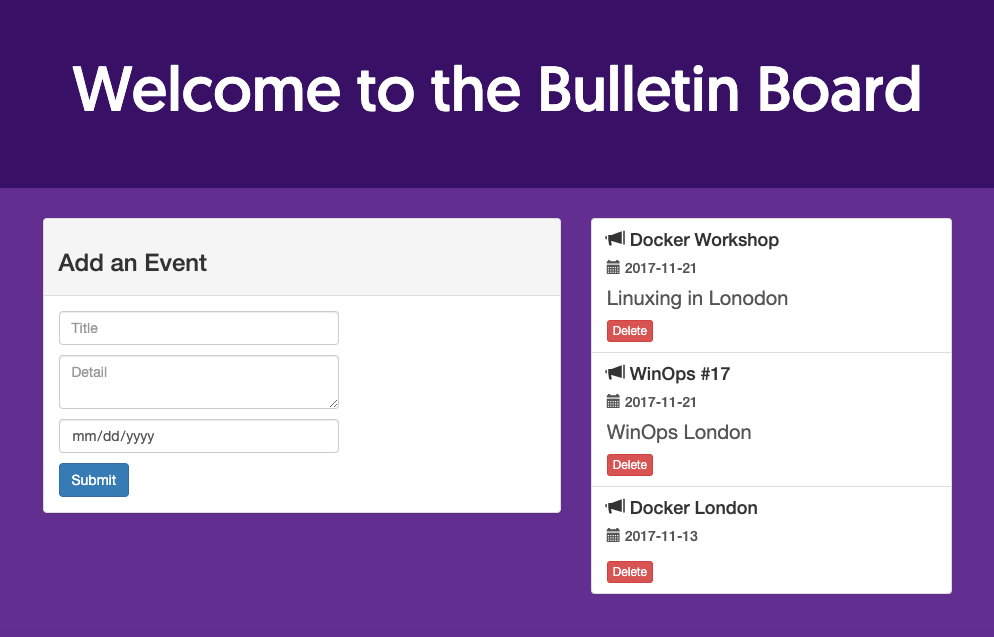 Welcome to the Bulletin Board
Add an Event
Title
Detail
mm/dd/yyyy
Submit
Docker Workshop
2017-11-21
Linuxing in Lonodon
Delete
WinOps #17
2017-11-21
WinOps London
Delete
Docker London
2017-11-13
Delete